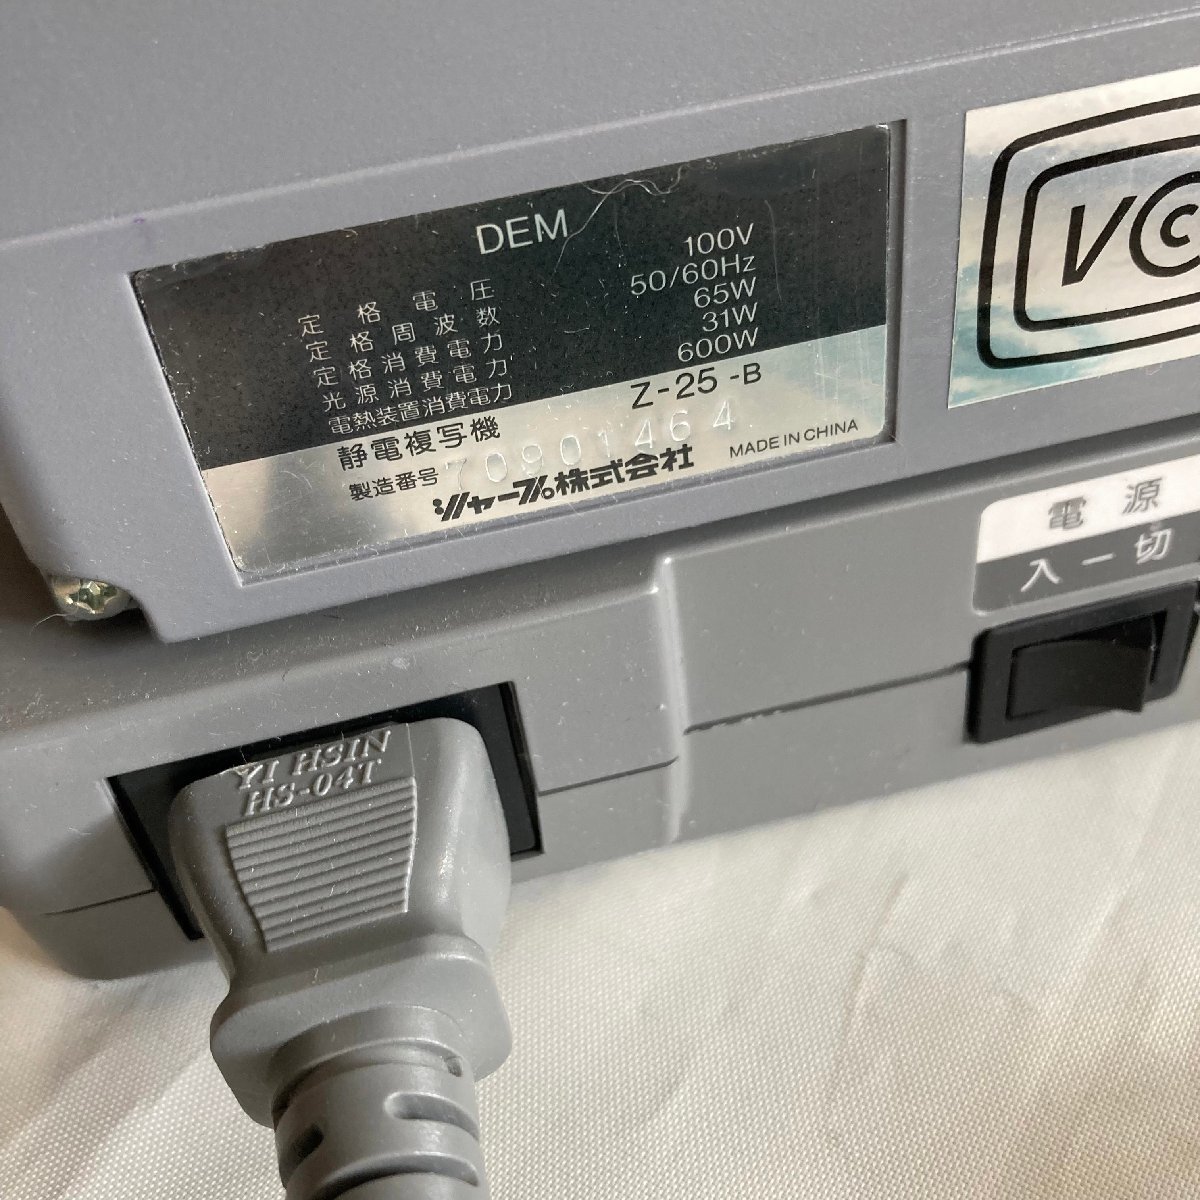 DEM
定格電圧 100V
定格周波数 50/60Hz
定格消費電力 65W
光源消費電力 31W
電熱装置消費電力 600W
静電複写機 Z-25-B
製造番号 70901464
シャープ株式会社 MADE IN CHINA
VC
電源
入ー切
YI HSIN
HS-04T